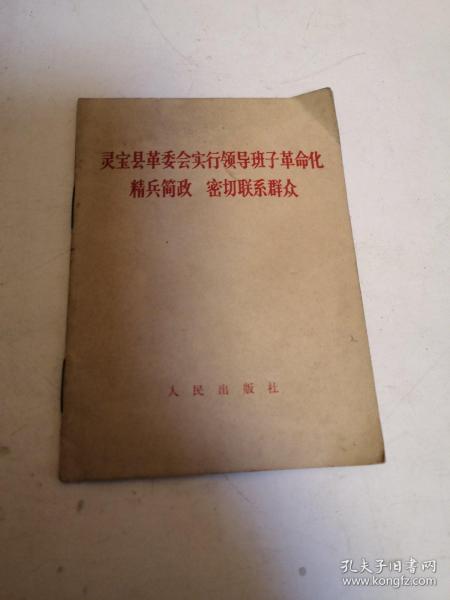 灵宝县革委会实行领导班子革命化
精兵简政 密切联系群众
人民出版社
孔夫子旧书网
www.kongfz.com